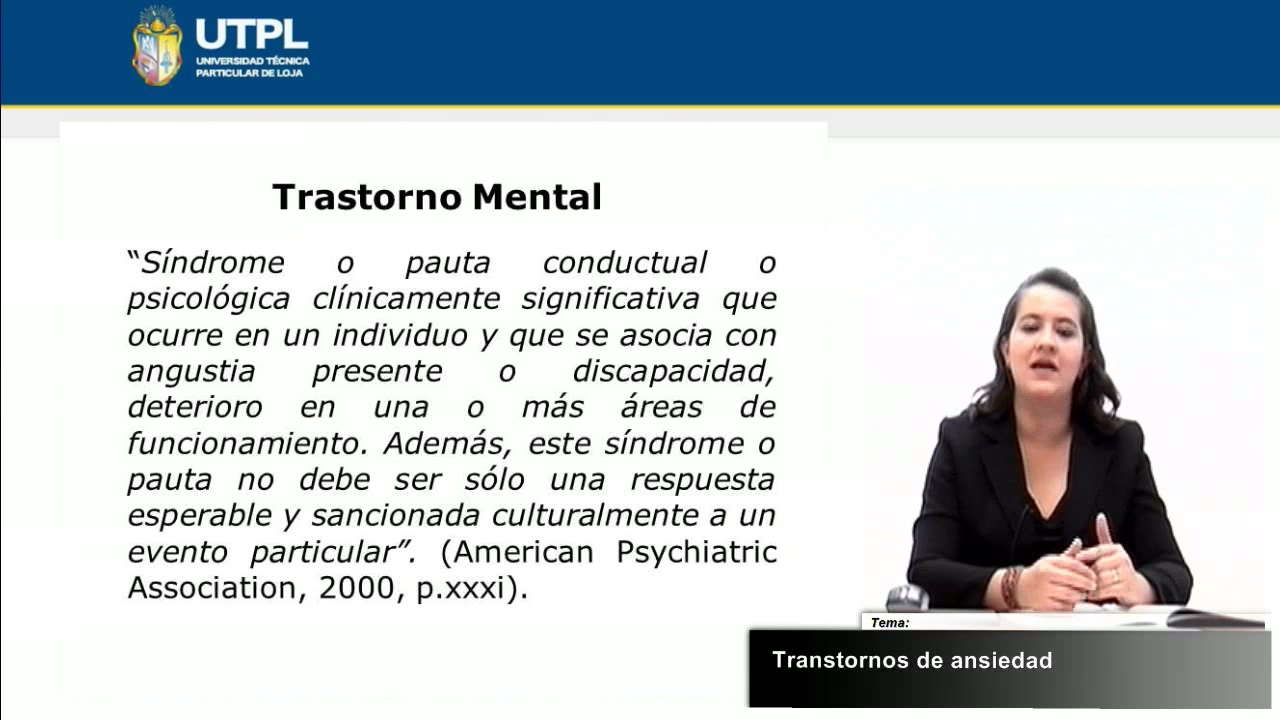 UTPL
UNIVERSIDAD TÉCNICA
PARTICULAR DE LOJA
Trastorno Mental
“Síndrome o pauta conductual o
psicológica clínicamente significativa que
ocurre en un individuo y que se asocia con
angustia presente o discapacidad,
deterioro en una o más áreas de
funcionamiento. Además, este síndrome o
pauta no debe ser sólo una respuesta
esperable y sancionada culturalmente a un
evento particular”. (American Psychiatric
Association, 2000, p.xxxi).
Tema:
Transtornos de ansiedad